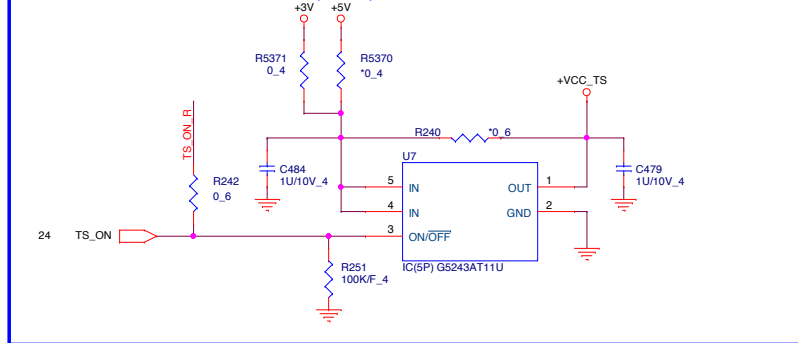 +3V
+5V
R5371
0_4
R5370
*0_4
+VCC_TS
TS_ON_R
R240
*0_6
U7
C484
1U/10V_4
C479
1U/10V_4
R242
0_6
5
IN
OUT
1
4
IN
GND
2
24
TS_ON
3
ON/OFF
R251
100K/F_4
IC(5P) G5243AT11U